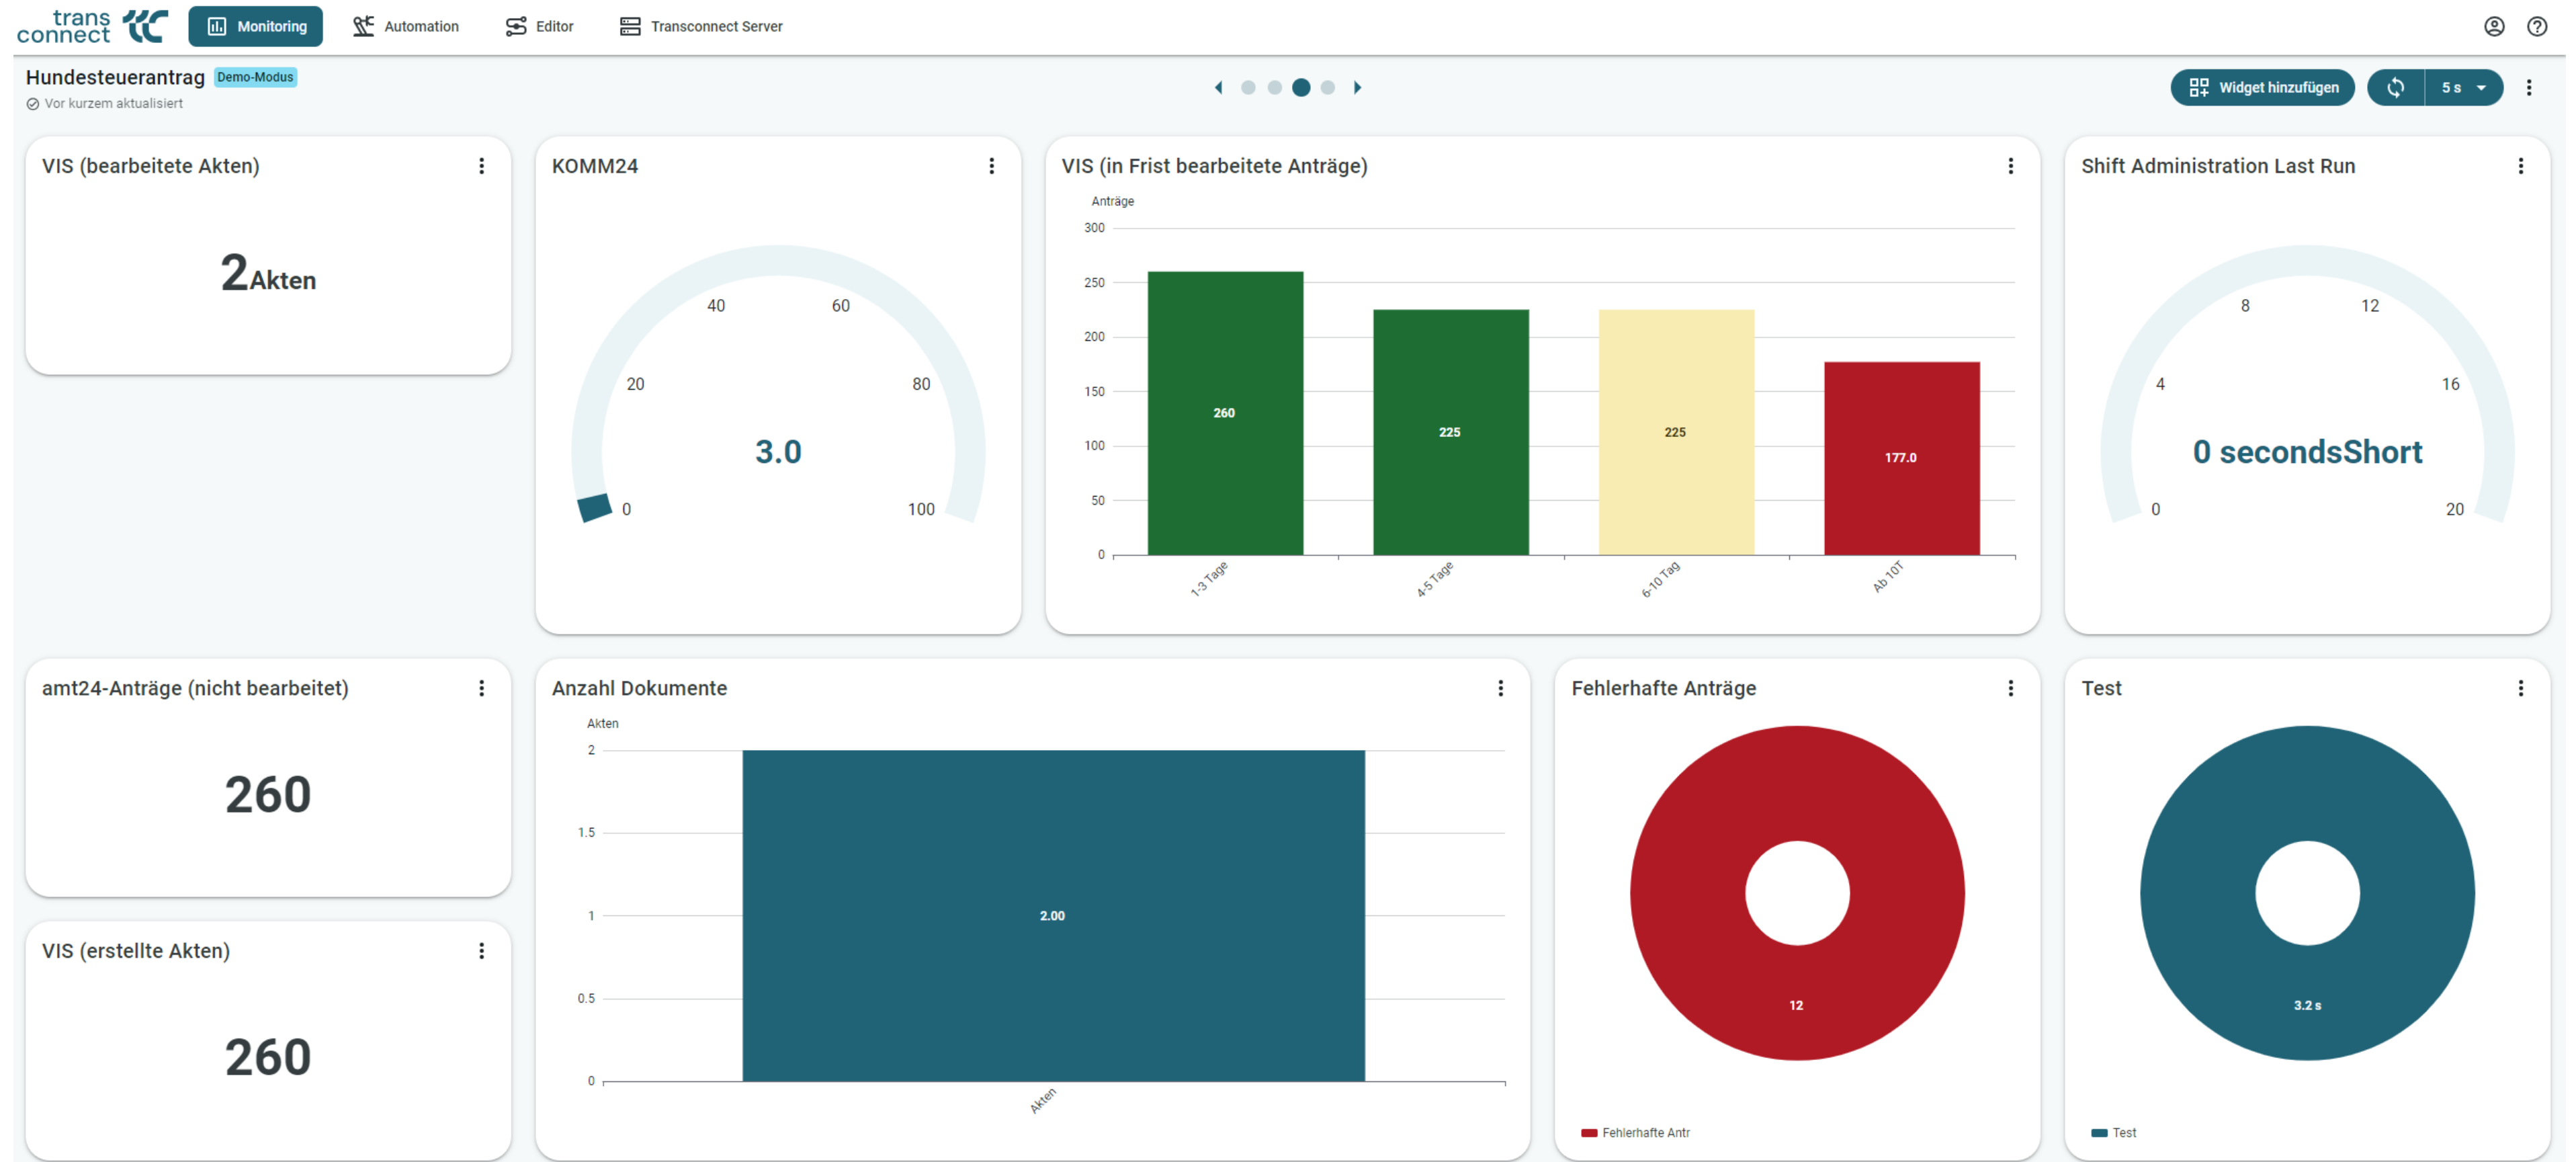 trans
connect
Monitoring
Automation
Editor
Transconnect Server
Hundesteuerantrag
Demo-Modus
Vor kurzem aktualisiert
Widget hinzufügen
5 s
VIS (bearbeitete Akten)
2 Akten
KOMM24
40
60
20
80
3.0
0
100
VIS (in Frist bearbeitete Anträge)
Anträge
300
250
200
150
100
50
0
260
225
225
177.0
1-3 Tage
4-5 Tage
6-10 Tag
Ab 10T
Shift Administration Last Run
8
12
4
16
0 secondsShort
0
20
amt24-Anträge (nicht bearbeitet)
260
VIS (erstellte Akten)
260
Anzahl Dokumente
Akten
2
1.5
1
0.5
0
2.00
Akten
Fehlerhafte Anträge
12
Fehlerhafte Antr
Test
3.2 s
Test